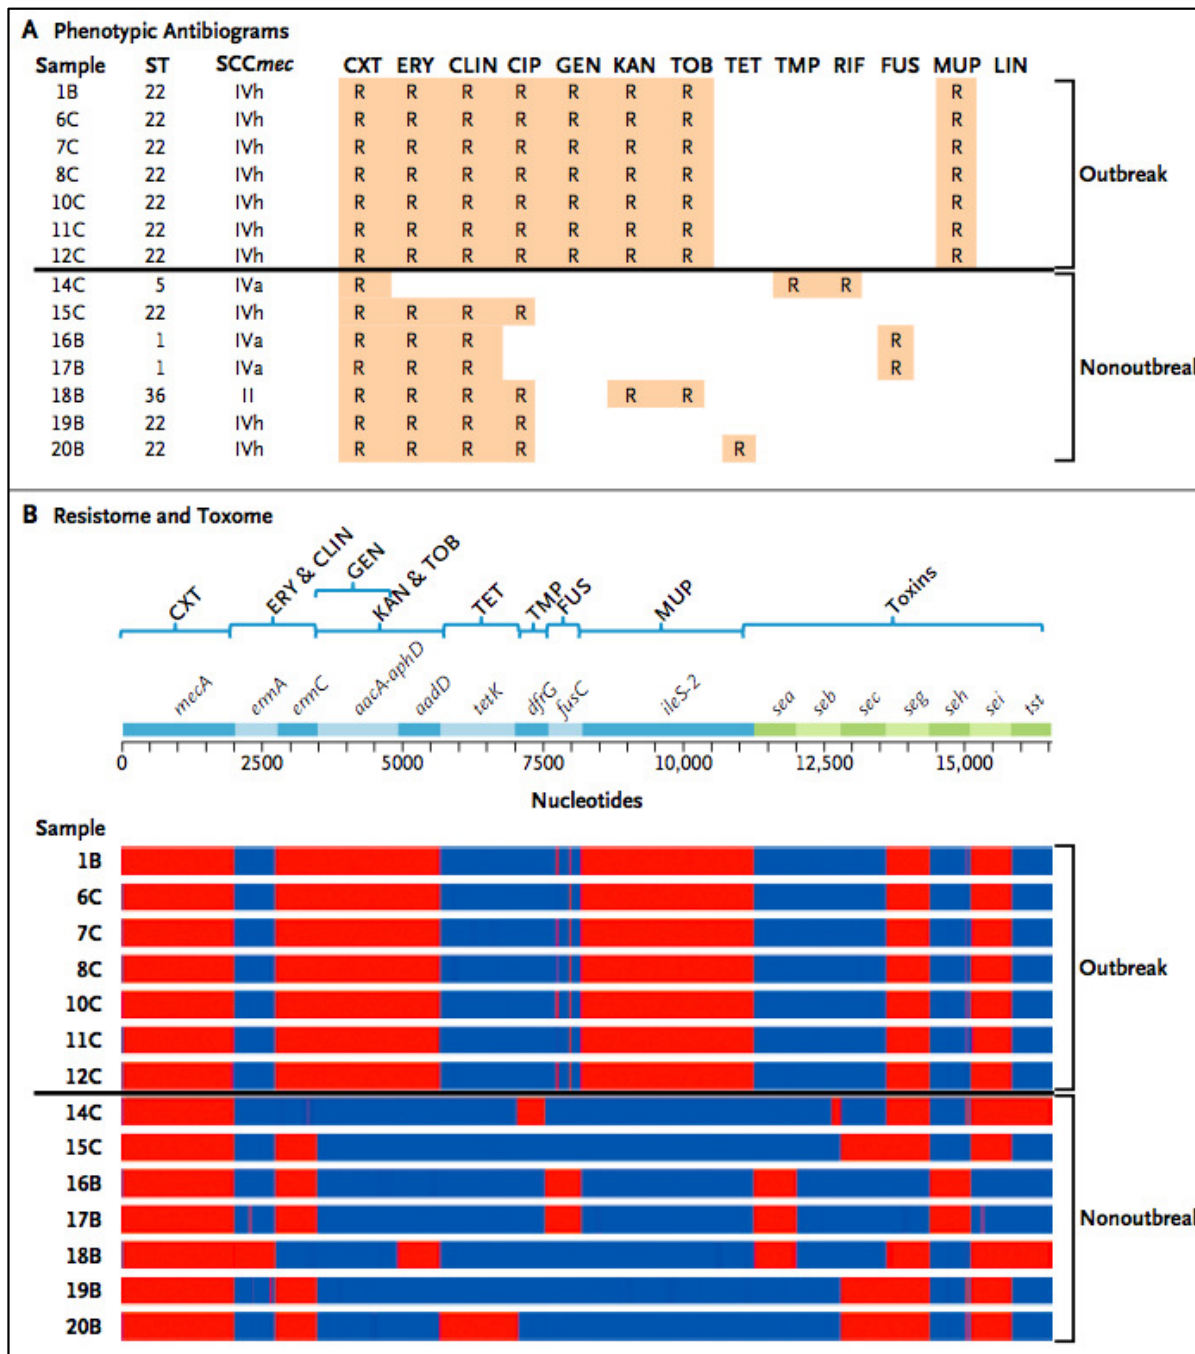 A Phenotypic Antibiograms
Sample ST SCCmec CXT ERY CLIN CIP GEN KAN TOB TET TMP RIF FUS MUP LIN
1B 22 IVh R R R R R R R R
6C 22 IVh R R R R R R R R
7C 22 IVh R R R R R R R R
8C 22 IVh R R R R R R R R
10C 22 IVh R R R R R R R R
11C 22 IVh R R R R R R R R
12C 22 IVh R R R R R R R R
Outbreak
14C 5 IVa R R R
15C 22 IVh R R R R
16B 1 IVa R R R R
17B 1 IVa R R R R
18B 36 II R R R R R R
19B 22 IVh R R R R
20B 22 IVh R R R R R
Nonoutbreak
B Resistome and Toxome
CXT ERY & CLIN GEN KAN & TOB TET TMP FUS MUP Toxins
mecA ermA ermC aacA-aphD aadD tetK dfrG fusC ileS-2 sea seb sec seg seh sei tst
0 2500 5000 7500 10,000 12,500 15,000
Nucleotides
Sample
1B
6C
7C
8C
10C
11C
12C
Outbreak
14C
15C
16B
17B
18B
19B
20B
Nonoutbreak